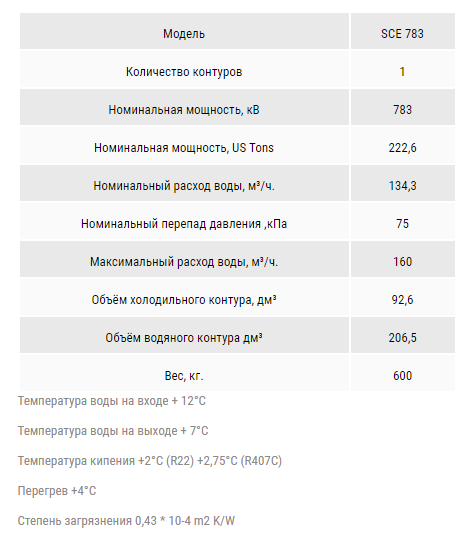 Модель SCE 783
Количество контуров 1
Номинальная мощность, кВ 783
Номинальная мощность, US Tons 222,6
Номинальный расход воды, м³/ч. 134,3
Номинальный перепад давления ,кПа 75
Максимальный расход воды, м³/ч. 160
Объём холодильного контура, дм³ 92,6
Объём водяного контура дм³ 206,5
Вес, кг. 600
Температура воды на входе + 12°C
Температура воды на выходе + 7°C
Температура кипения +2°C (R22) +2,75°C (R407C)
Перегрев +4°C
Степень загрязнения 0,43 * 10-4 m2 K/W